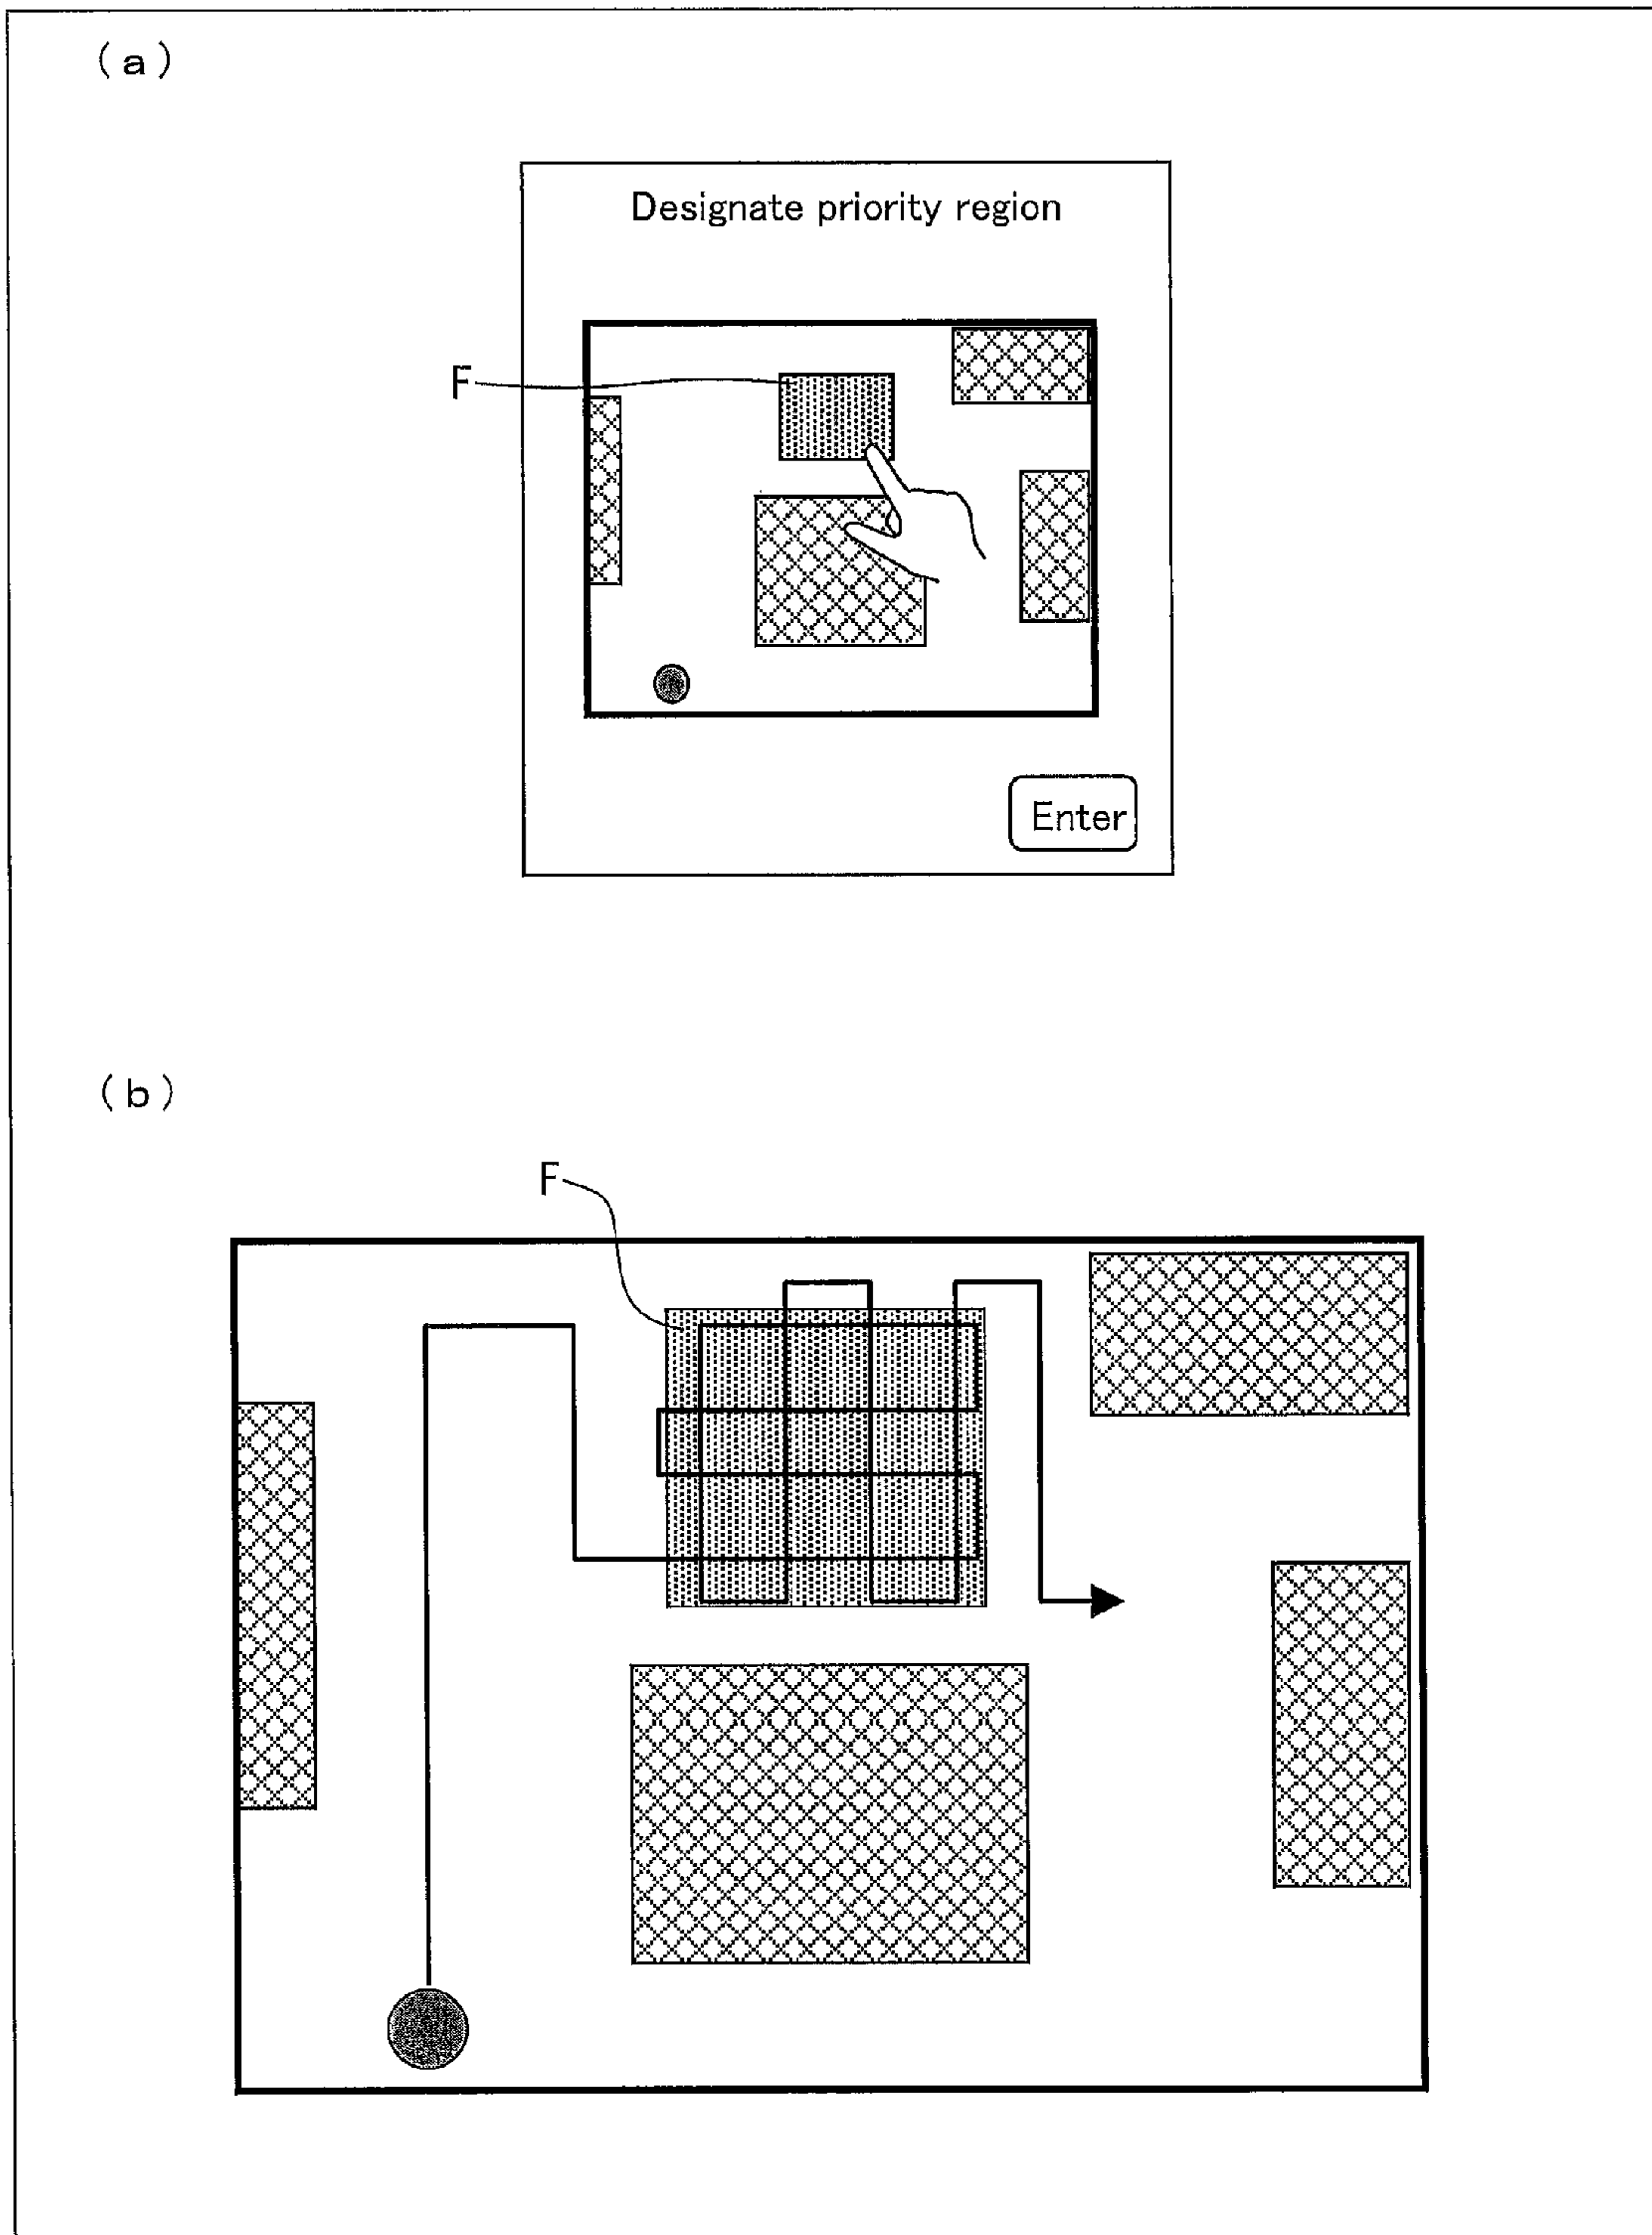 (a)
Designate priority region
F
Enter
(b)
F